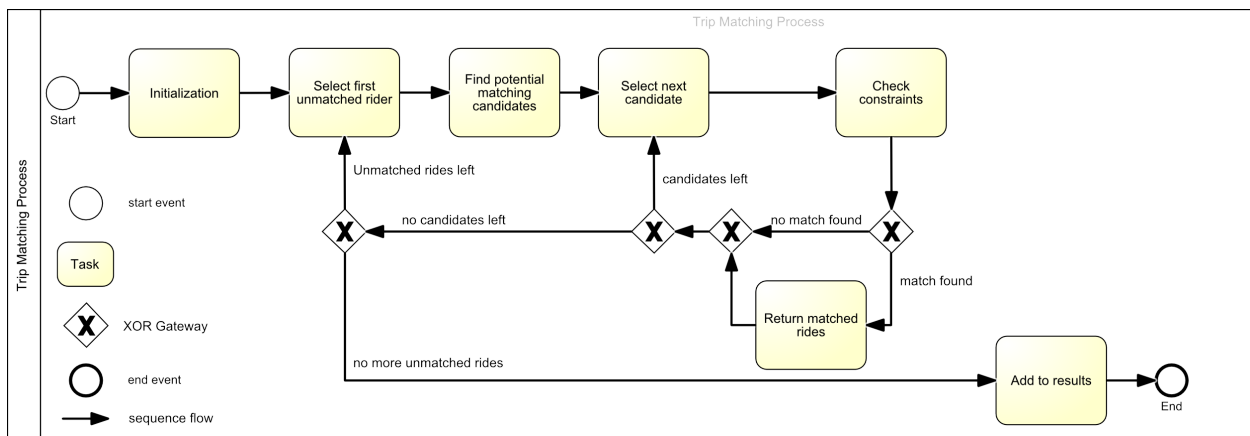 Trip Matching Process
Trip Matching Process
Start
Initialization
Select first
unmatched rider
Find potential
matching
candidates
Select next
candidate
Check
constraints
Unmatched rides left
candidates left
start event
no candidates left
X
X
X
no match found
X
Task
match found
Return matched
rides
X
XOR Gateway
no more unmatched rides
Add to results
end event
End
sequence flow